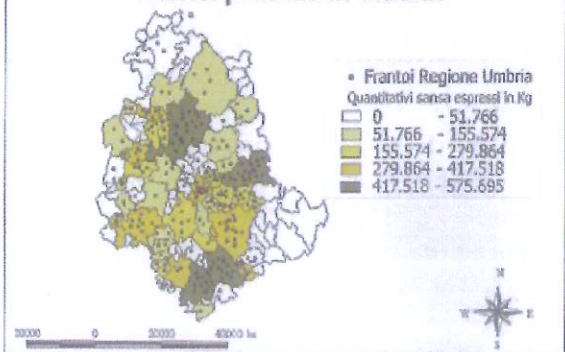 • Frantoi Regione Umbria
Quantitativi sansa espressi in Kg
0 - 51.766
51.766 - 155.574
155.574 - 279.864
279.864 - 417.518
417.518 - 575.695
N
W E
S
20000 0 20000 40000